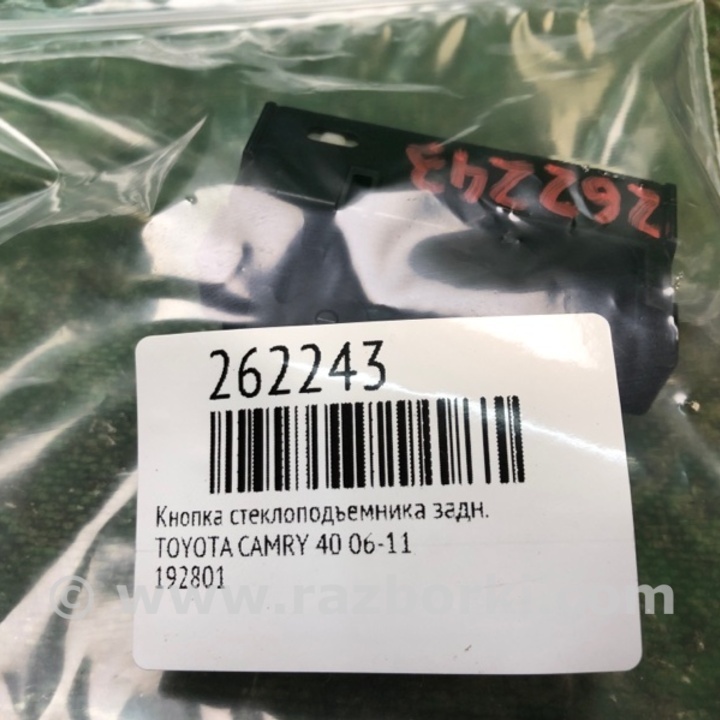 262243
262243
Кнопка стеклоподъемника задн.
TOYOTA CAMRY 40 06-11
192801
© www.razborka.com